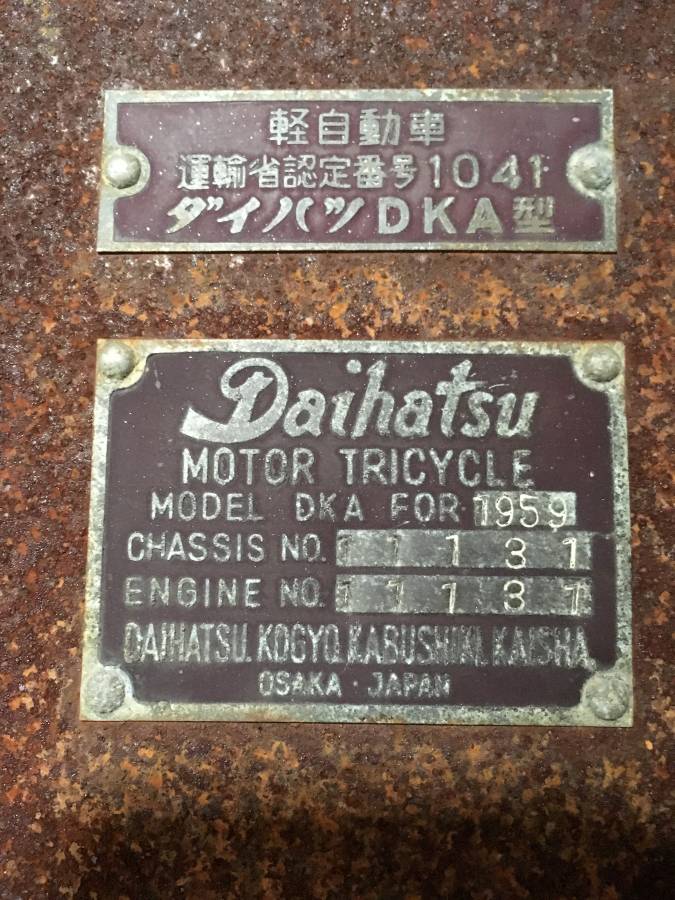 軽自動車
運輸省認定番号1041
ダイハツDKA型
Daihatsu
MOTOR TRICYCLE
MODEL DKA FOR 1959
CHASSIS NO. 11131
ENGINE NO. 11131
DAIHATSU. KOGYO. KABUSHIKI. KAISHA.
OSAKA · JAPAN